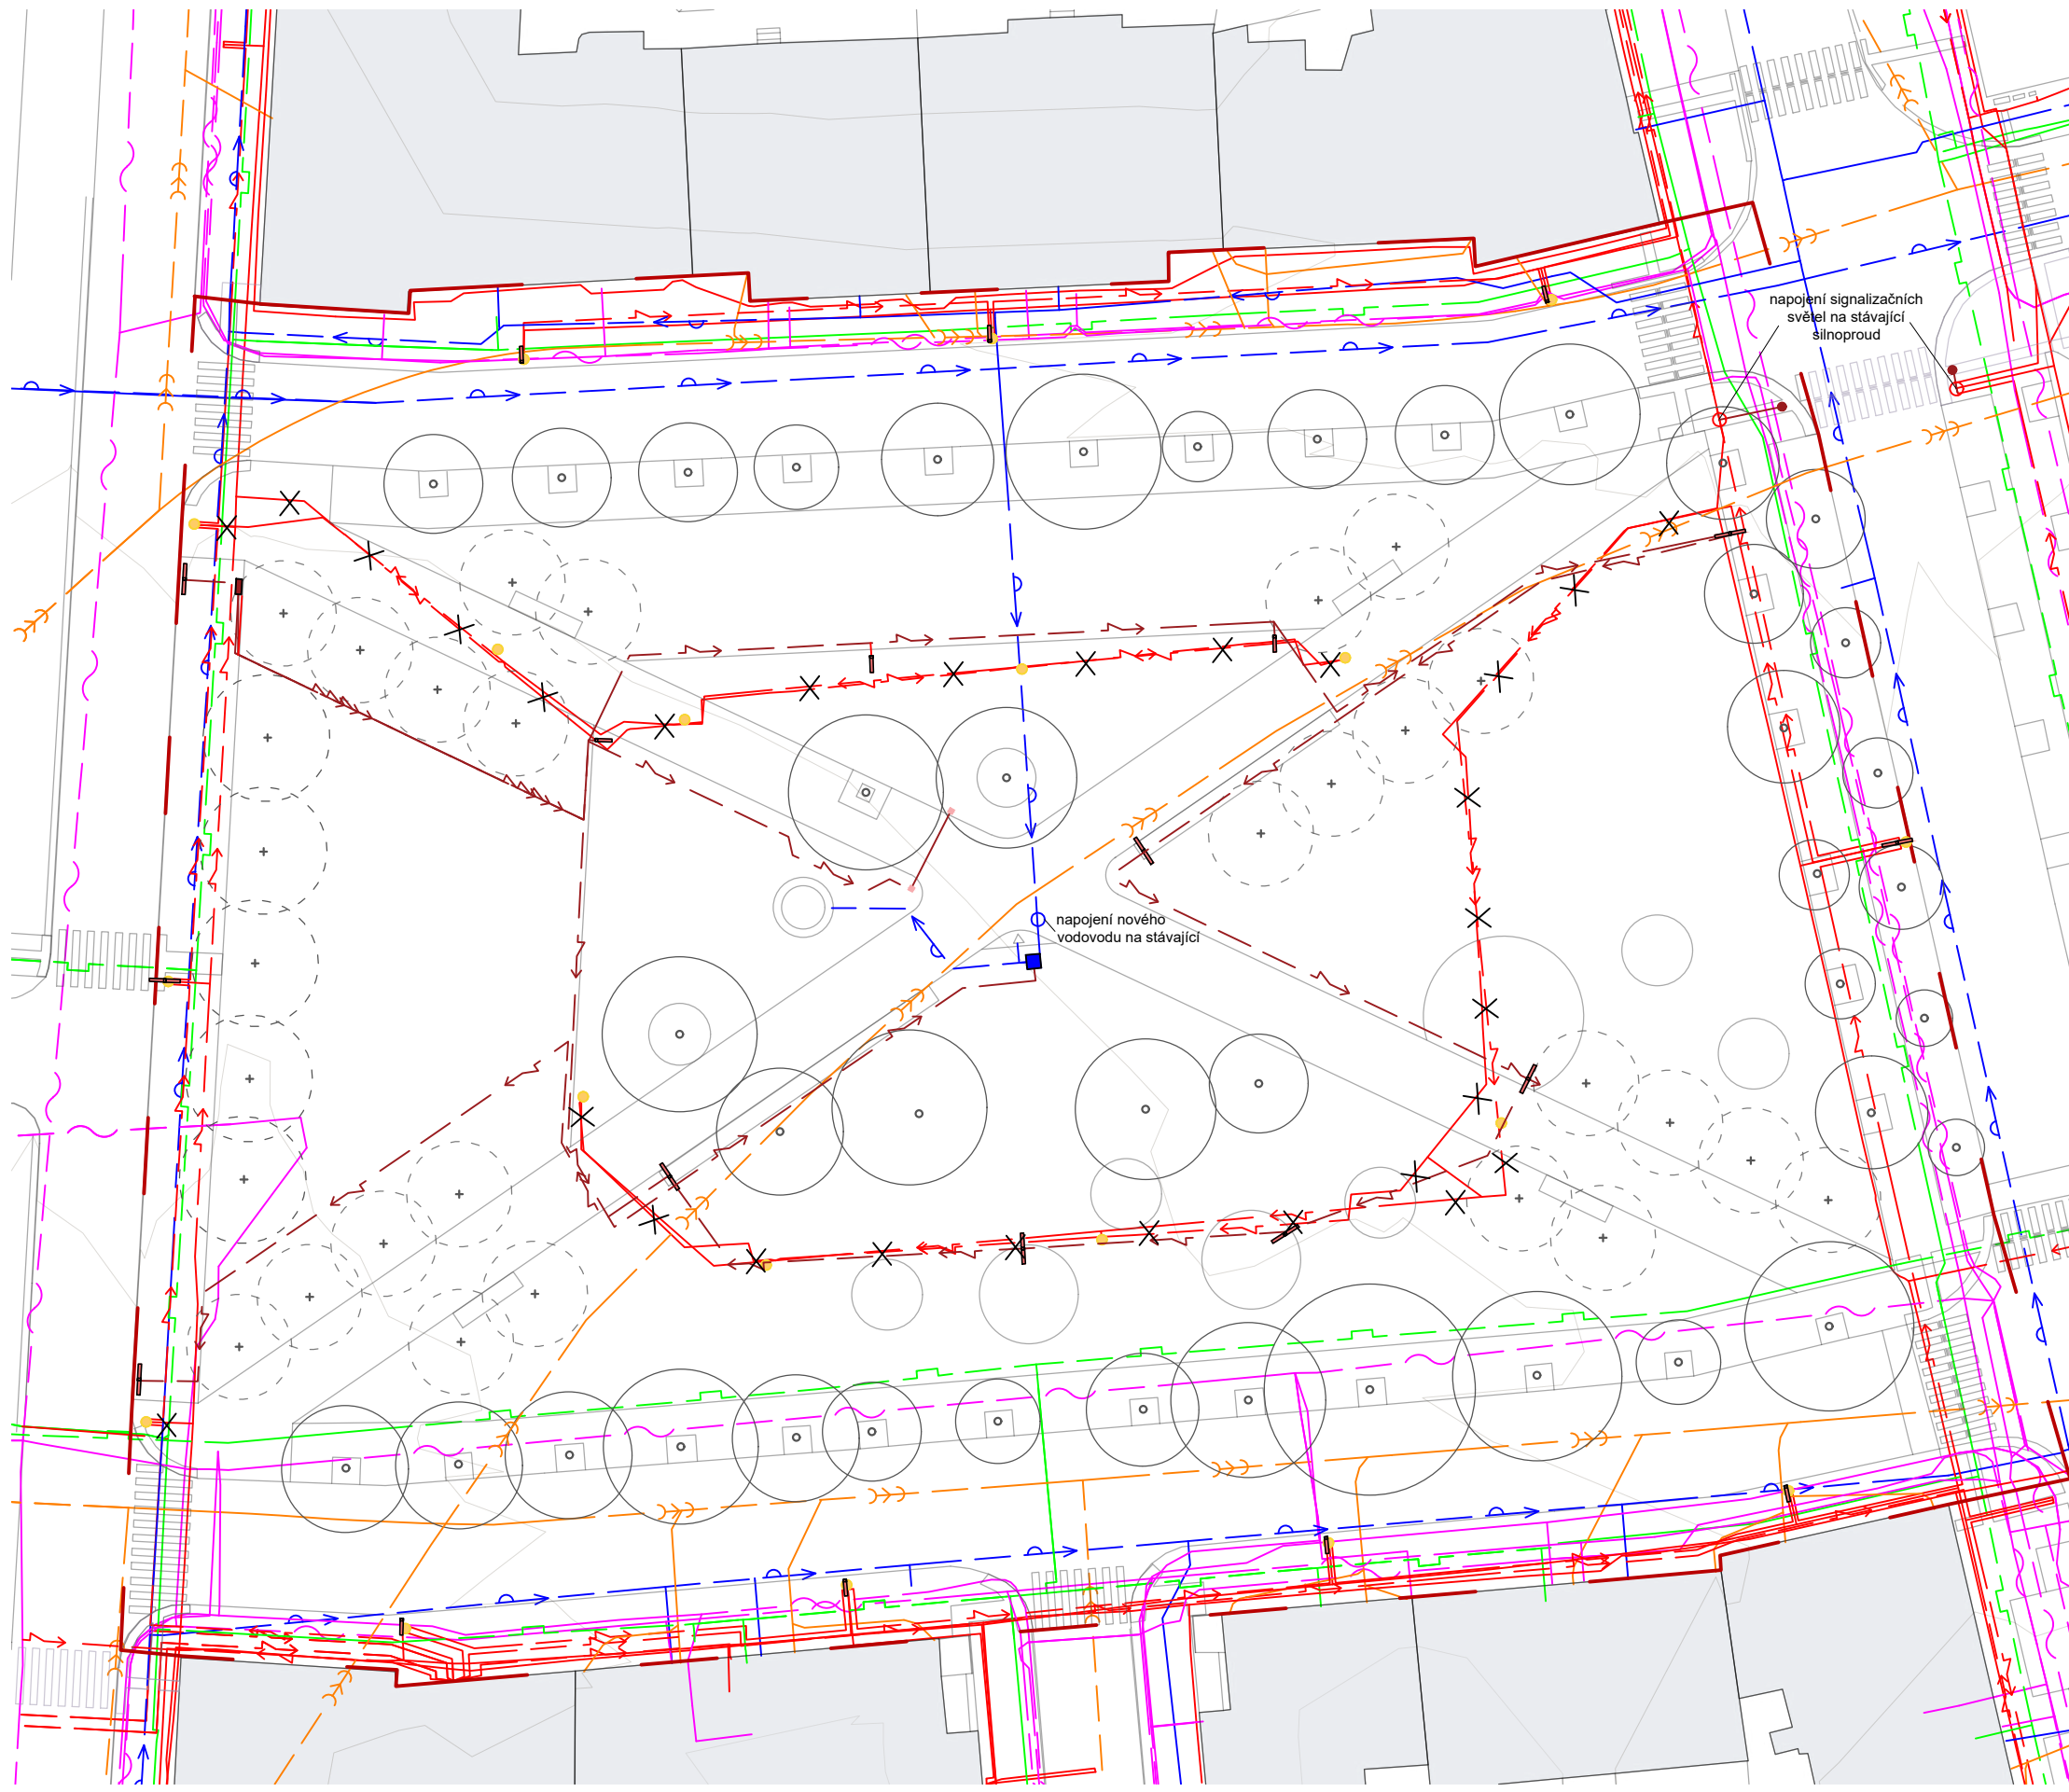 napojení signalizačních
světel na stávající
silnoproud
napojení nového
vodovodu na stávající